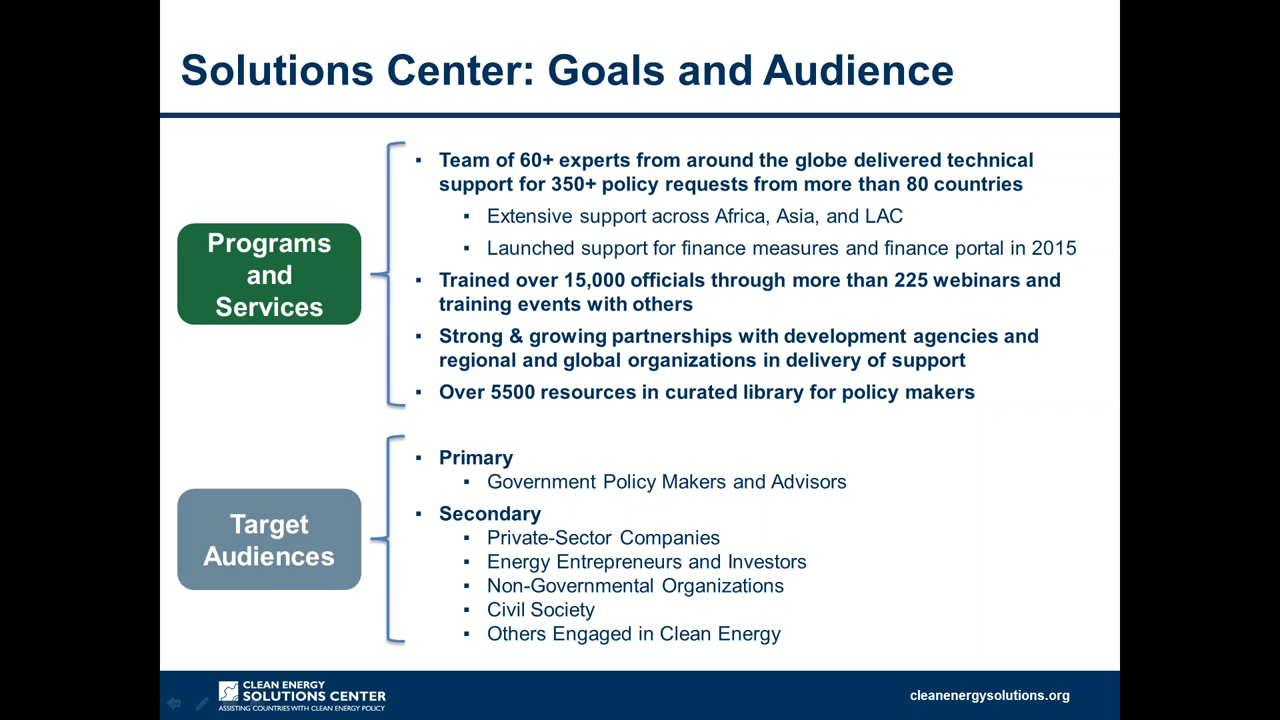 Solutions Center: Goals and Audience
Programs
and
Services
▪ Team of 60+ experts from around the globe delivered technical
support for 350+ policy requests from more than 80 countries
▪ Extensive support across Africa, Asia, and LAC
▪ Launched support for finance measures and finance portal in 2015
▪ Trained over 15,000 officials through more than 225 webinars and
training events with others
▪ Strong & growing partnerships with development agencies and
regional and global organizations in delivery of support
▪ Over 5500 resources in curated library for policy makers
Target
Audiences
▪ Primary
▪ Government Policy Makers and Advisors
▪ Secondary
▪ Private-Sector Companies
▪ Energy Entrepreneurs and Investors
▪ Non-Governmental Organizations
▪ Civil Society
▪ Others Engaged in Clean Energy
CLEAN ENERGY
SOLUTIONS CENTER
ASSISTING COUNTRIES WITH CLEAN ENERGY POLICY
cleanenergysolutions.org